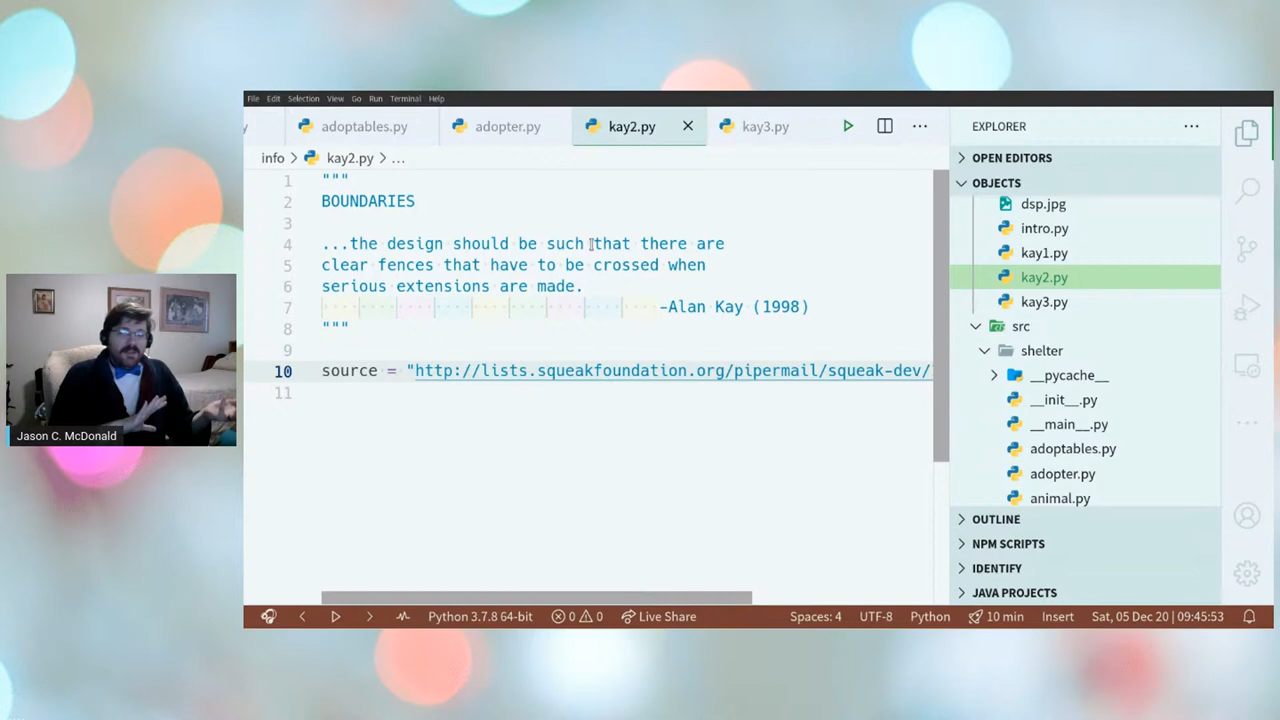 File Edit Selection View Go Run Terminal Help
y adoptables.py adopter.py kay2.py kay3.py
info > kay2.py > ...
1 """
2 BOUNDARIES
3
4 ...the design should be such that there are
5 clear fences that have to be crossed when
6 serious extensions are made.
7 -Alan Kay (1998)
8 """
9
10 source = "http://lists.squeakfoundation.org/pipermail/squeak-dev/
11
EXPLORER
OPEN EDITORS
OBJECTS
dsp.jpg
intro.py
kay1.py
kay2.py
kay3.py
src
shelter
__pycache__
__init__.py
__main__.py
adoptables.py
adopter.py
animal.py
OUTLINE
NPM SCRIPTS
IDENTIFY
JAVA PROJECTS
Jason C. McDonald
Python 3.7.8 64-bit 0 0 Live Share Spaces: 4 UTF-8 Python 10 min Insert Sat, 05 Dec 20, 09:45:53